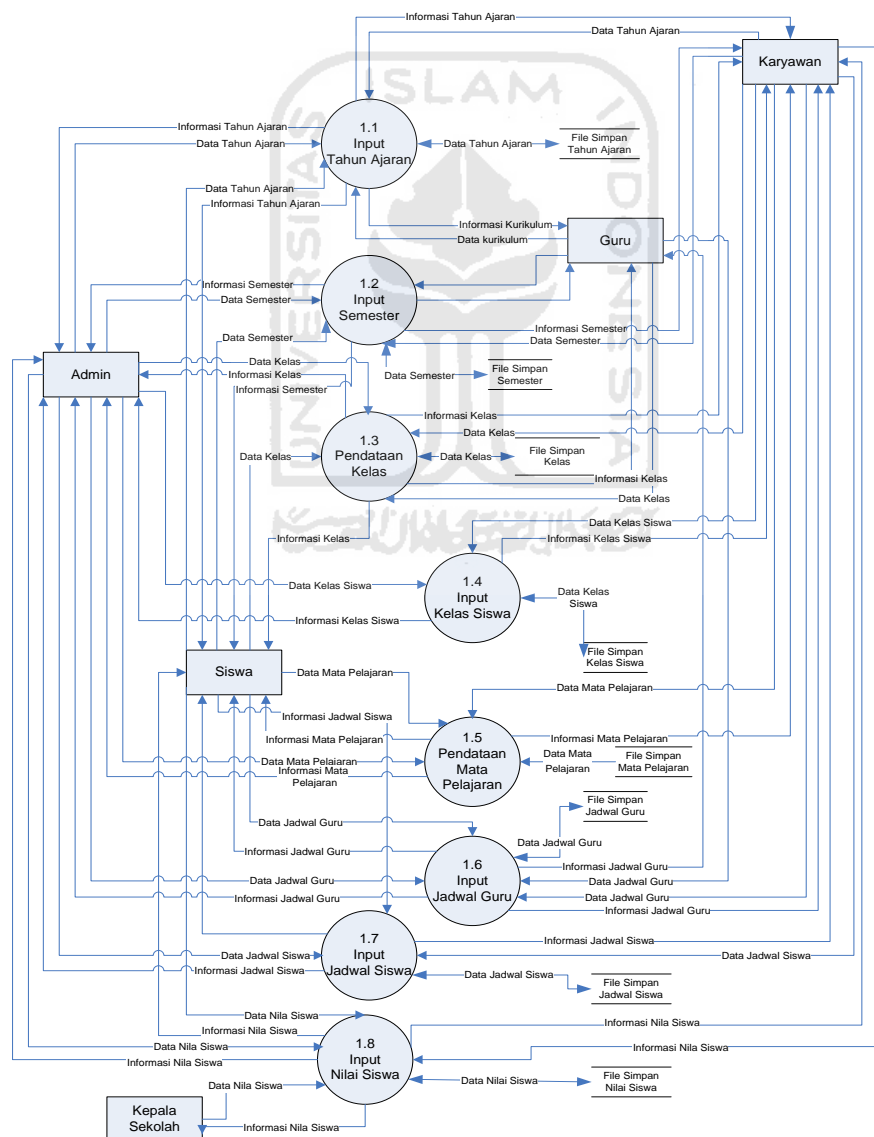 Informasi Tahun Ajaran
Data Tahun Ajaran
Karyawan
ISLAM
UNIVERSITAS
INDONESIA
1.1
Input
Tahun Ajaran
Informasi Tahun Ajaran
Data Tahun Ajaran
Data Tahun Ajaran
File Simpan
Tahun Ajaran
Data Tahun Ajaran
Informasi Tahun Ajaran
Informasi Kurikulum
Data kurikulum
Guru
1.2
Input
Semester
Informasi Semester
Data Semester
Informasi Semester
Data Semester
Data Semester
Data Semester
File Simpan
Semester
Admin
Data Kelas
Informasi Kelas
Informasi Semester
1.3
Pendataan
Kelas
Informasi Kelas
Data Kelas
Data Kelas
Data Kelas
File Simpan
Kelas
Informasi Kelas
Data Kelas
Informasi Kelas
Data Kelas Siswa
Informasi Kelas Siswa
1.4
Input
Kelas Siswa
Data Kelas Siswa
Data Kelas
Siswa
Informasi Kelas Siswa
File Simpan
Kelas Siswa
Siswa
Data Mata Pelajaran
Data Mata Pelajaran
Informasi Jadwal Siswa
Informasi Mata Pelajaran
1.5
Pendataan
Mata
Pelajaran
Informasi Mata Pelajaran
Data Mata Pelajaran
Informasi Mata
Pelajaran
Data Mata
Pelajaran
File Simpan
Mata Pelajaran
File Simpan
Jadwal Guru
Data Jadwal Guru
Data Jadwal Guru
Informasi Jadwal Guru
1.6
Input
Jadwal Guru
Informasi Jadwal Guru
Data Jadwal Guru
Data Jadwal Guru
Informasi Jadwal Guru
Data Jadwal Guru
Informasi Jadwal Guru
1.7
Input
Jadwal Siswa
Informasi Jadwal Siswa
Data Jadwal Siswa
Data Jadwal Siswa
Informasi Jadwal Siswa
Data Jadwal Siswa
File Simpan
Jadwal Siswa
Data Nila Siswa
Informasi Nila Siswa
Data Nila Siswa
Informasi Nila Siswa
1.8
Input
Nilai Siswa
Informasi Nila Siswa
Informasi Nila Siswa
Data Nilai Siswa
File Simpan
Nilai Siswa
Data Nila Siswa
Kepala
Sekolah
Informasi Nila Siswa